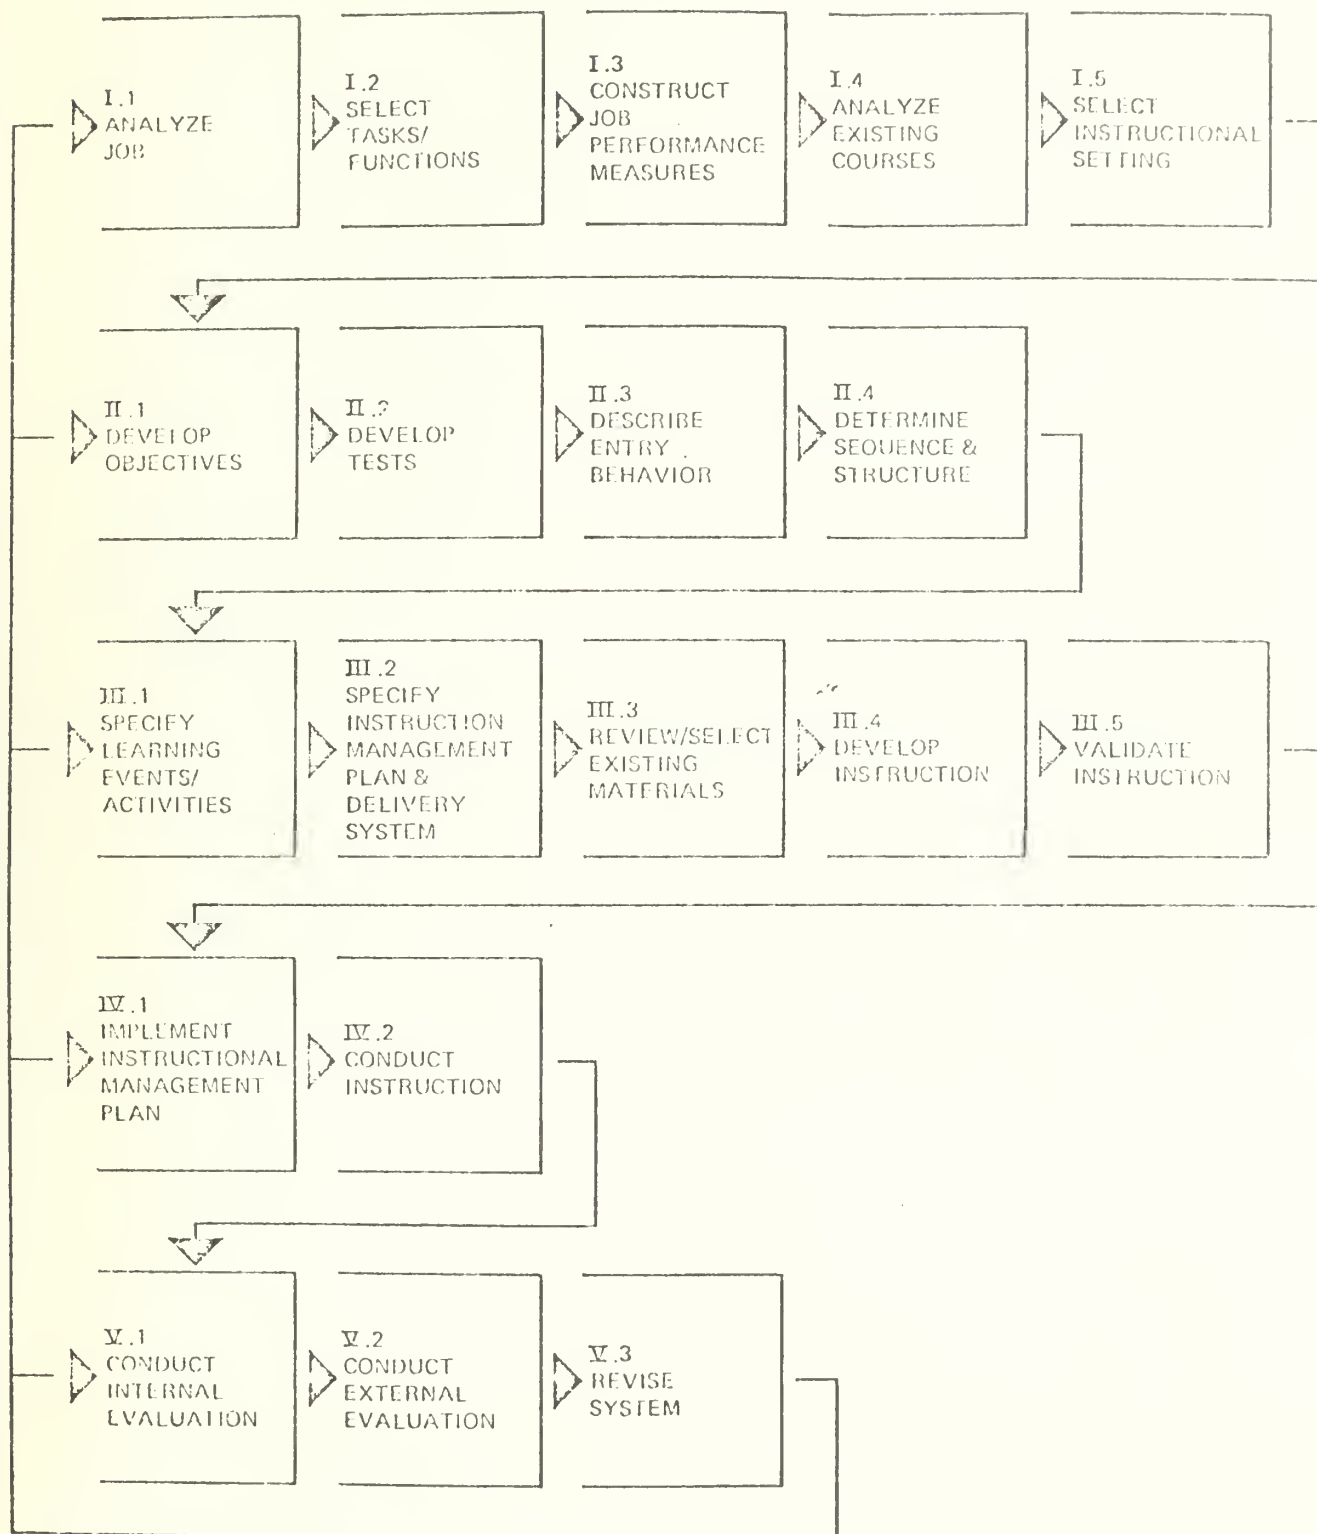 I.1
ANALYZE
JOB
I.2
SELECT
TASKS/
FUNCTIONS
I.3
CONSTRUCT
JOB
PERFORMANCE
MEASURES
I.4
ANALYZE
EXISTING
COURSES
I.5
SELECT
INSTRUCTIONAL
SETTING
II.1
DEVELOP
OBJECTIVES
II.2
DEVELOP
TESTS
II.3
DESCRIBE
ENTRY
BEHAVIOR
II.4
DETERMINE
SEQUENCE &
STRUCTURE
III.1
SPECIFY
LEARNING
EVENTS/
ACTIVITIES
III.2
SPECIFY
INSTRUCTION
MANAGEMENT
PLAN &
DELIVERY
SYSTEM
III.3
REVIEW/SELECT
EXISTING
MATERIALS
III.4
DEVELOP
INSTRUCTION
III.5
VALIDATE
INSTRUCTION
IV.1
IMPLEMENT
INSTRUCTIONAL
MANAGEMENT
PLAN
IV.2
CONDUCT
INSTRUCTION
V.1
CONDUCT
INTERNAL
EVALUATION
V.2
CONDUCT
EXTERNAL
EVALUATION
V.3
REVISE
SYSTEM